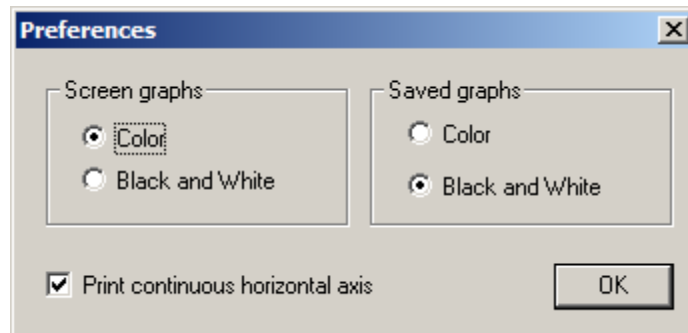 Preferences
Screen graphs
Color
Black and White
Saved graphs
Color
Black and White
Print continuous horizontal axis
OK